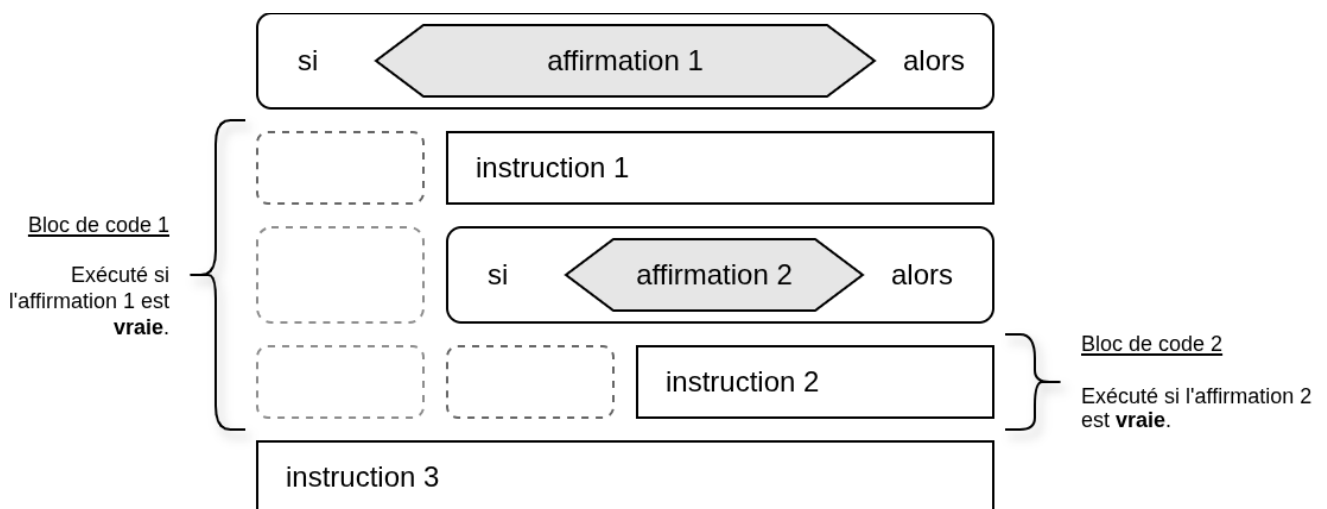 si affirmation 1 alors
instruction 1
Bloc de code 1
Exécuté si
l'affirmation 1 est
vraie.
si affirmation 2 alors
instruction 2
Bloc de code 2
Exécuté si l'affirmation 2
est vraie.
instruction 3